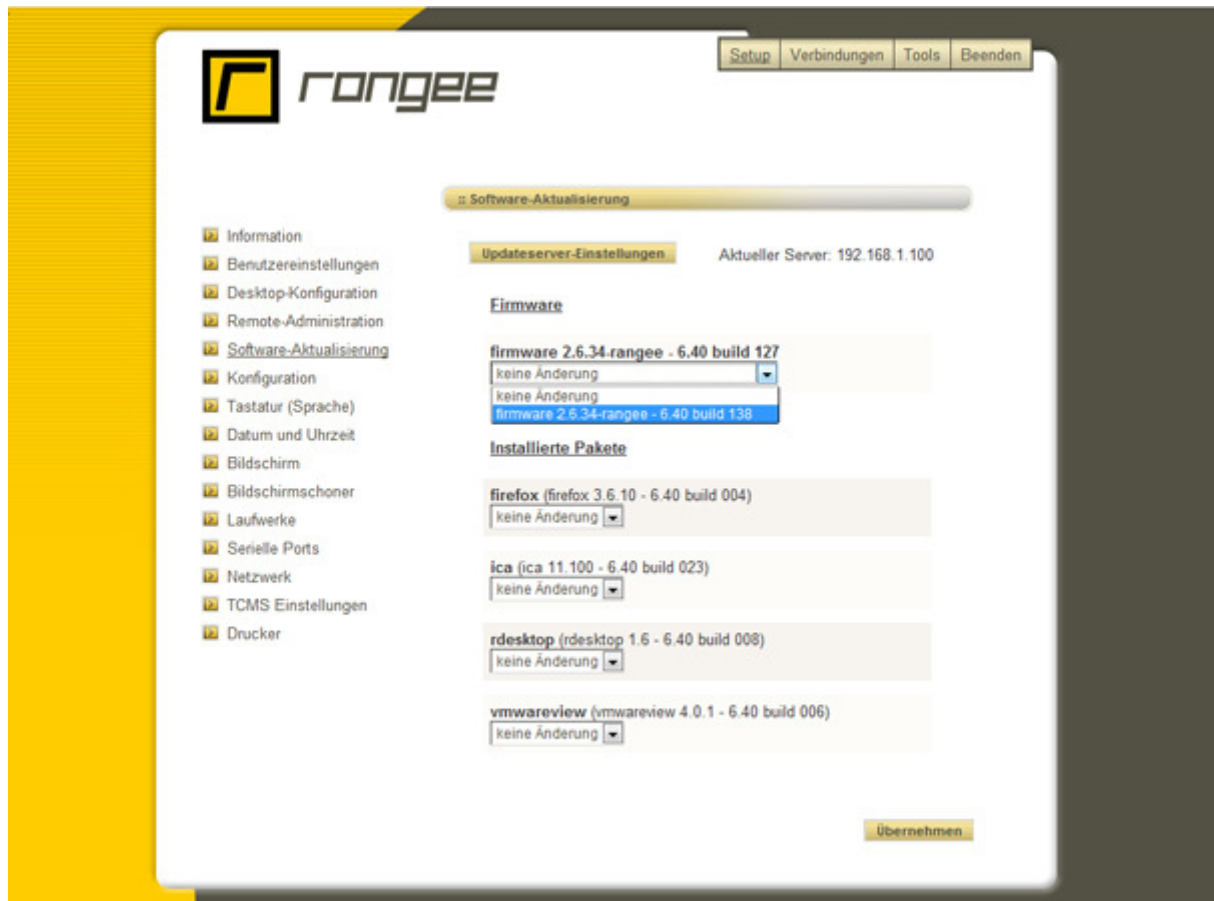 rangee
Setup Verbindungen Tools Beenden
:: Software-Aktualisierung
Information
Benutzereinstellungen
Desktop-Konfiguration
Remote-Administration
Software-Aktualisierung
Konfiguration
Tastatur (Sprache)
Datum und Uhrzeit
Bildschirm
Bildschirmschoner
Laufwerke
Serielle Ports
Netzwerk
TCMS Einstellungen
Drucker
Updateserver-Einstellungen Aktueller Server: 192.168.1.100
Firmware
firmware 2.6.34-rangee - 6.40 build 127
keine Änderung
keine Änderung
firmware 2.6.34-rangee - 6.40 build 138
Installierte Pakete
firefox (firefox 3.6.10 - 6.40 build 004)
keine Änderung
ica (ica 11.100 - 6.40 build 023)
keine Änderung
rdesktop (rdesktop 1.6 - 6.40 build 008)
keine Änderung
vmwareview (vmwareview 4.0.1 - 6.40 build 006)
keine Änderung
Übernehmen